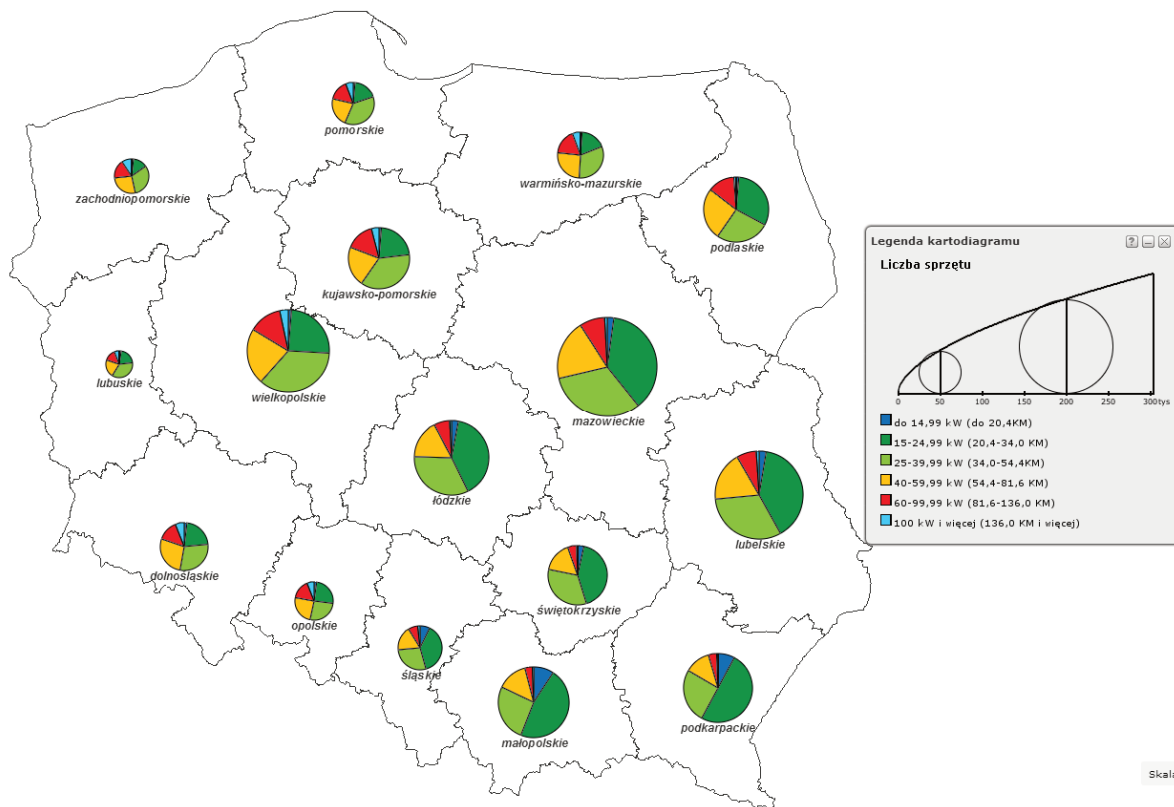 pomorskie
warmińsko-mazurskie
zachodniopomorskie
podlaskie
kujawsko-pomorskie
lubuskie
wielkopolskie
mazowieckie
łódzkie
lubelskie
dolnośląskie
świętokrzyskie
opolskie
śląskie
małopolskie
podkarpackie
Legenda kartodiagramu
Liczba sprzętu
0 50 100 150 200 250 300tys
do 14,99 kW (do 20,4KM)
15-24,99 kW (20,4-34,0 KM)
25-39,99 kW (34,0-54,4KM)
40-59,99 kW (54,4-81,6 KM)
60-99,99 kW (81,6-136,0 KM)
100 kW i więcej (136,0 KM i więcej)
Skala